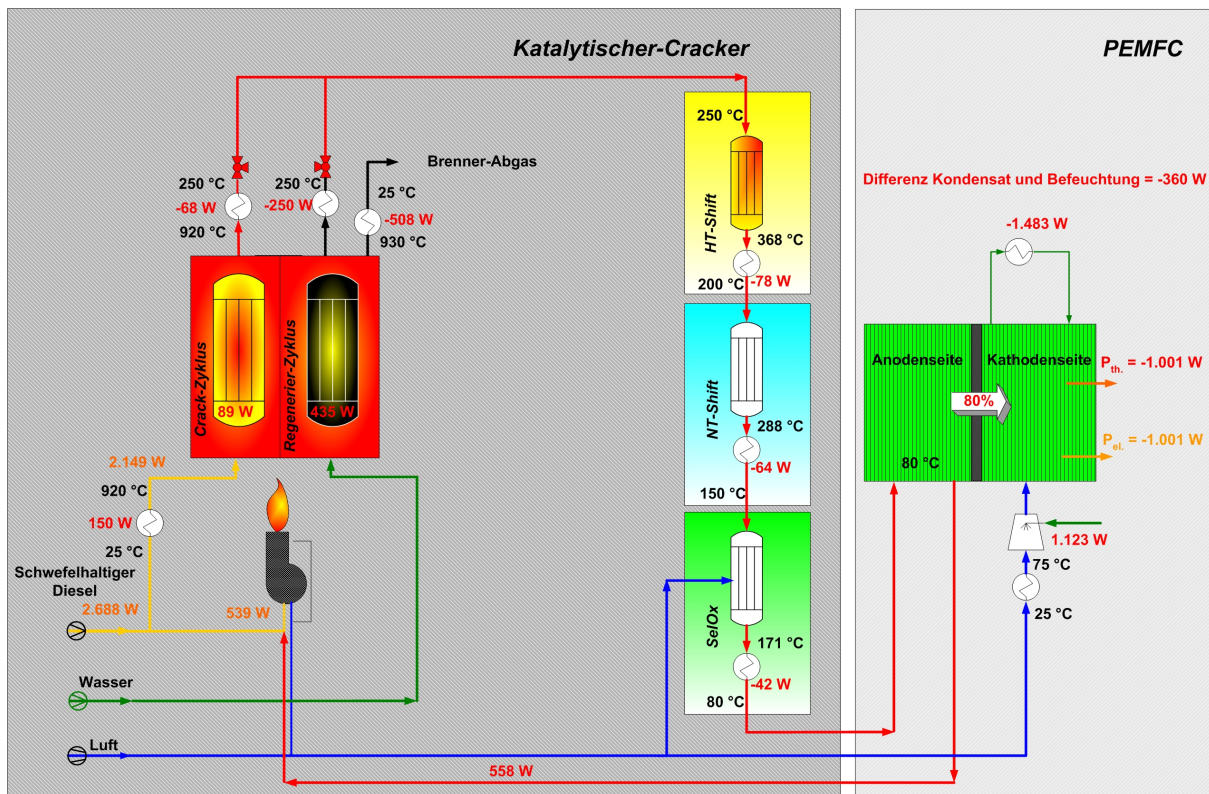 Katalytischer-Cracker
PEMFC
250 °C
-68 W
920 °C
250 °C
-250 W
Brenner-Abgas
25 °C
-508 W
930 °C
Crack-Zyklus
89 W
Regenerier-Zyklus
435 W
2.149 W
920 °C
150 W
25 °C
Schwefelhaltiger
Diesel
2.688 W
539 W
Wasser
Luft
558 W
250 °C
HT-Shift
368 °C
200 °C
-78 W
NT-Shift
288 °C
-64 W
150 °C
SelOx
171 °C
-42 W
80 °C
Differenz Kondensat und Befeuchtung = -360 W
-1.483 W
Anodenseite
Kathodenseite
Pth. = -1.001 W
80%
Pel. = -1.001 W
80 °C
1.123 W
75 °C
25 °C